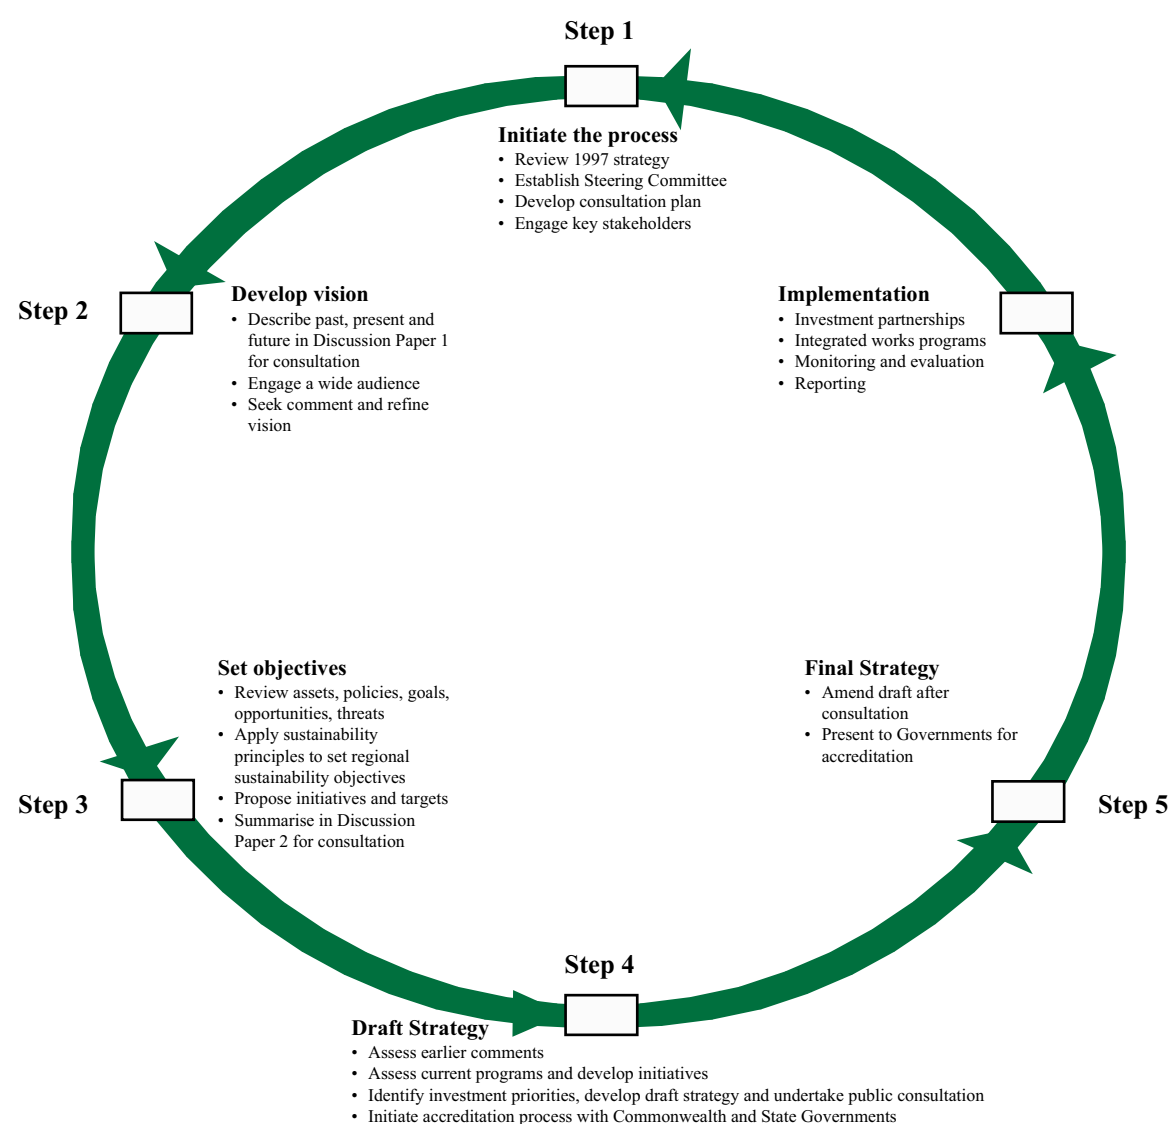 Step 1
Initiate the process
• Review 1997 strategy
• Establish Steering Committee
• Develop consultation plan
• Engage key stakeholders
Step 2
Develop vision
• Describe past, present and
future in Discussion Paper 1
for consultation
• Engage a wide audience
• Seek comment and refine
vision
Implementation
• Investment partnerships
• Integrated works programs
• Monitoring and evaluation
• Reporting
Step 3
Set objectives
• Review assets, policies, goals,
opportunities, threats
• Apply sustainability
principles to set regional
sustainability objectives
• Propose initiatives and targets
• Summarise in Discussion
Paper 2 for consultation
Final Strategy
• Amend draft after
consultation
• Present to Governments for
accreditation
Step 5
Step 4
Draft Strategy
• Assess earlier comments
• Assess current programs and develop initiatives
• Identify investment priorities, develop draft strategy and undertake public consultation
• Initiate accreditation process with Commonwealth and State Governments